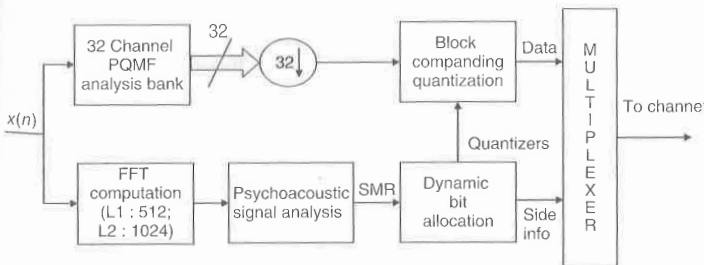 32
32 Channel
PQMF
analysis bank
32
Block
companding
quantization
Data
MULTIPLEXER
To channel
x(n)
Quantizers
FFT
computation
(L1 : 512;
L2 : 1024)
Psychoacoustic
signal analysis
SMR
Dynamic
bit
allocation
Side
info